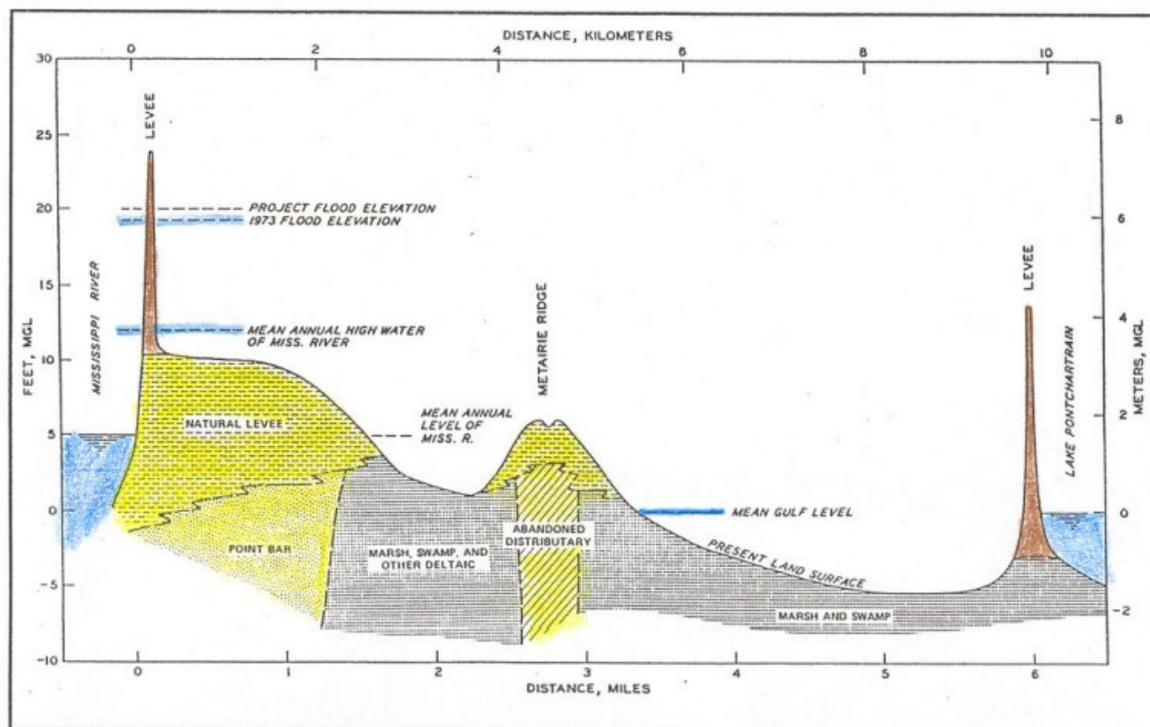 DISTANCE, KILOMETERS
0 2 4 6 8 10
30
25
20
15
10
5
0
-5
-10
FEET, MGL
8
6
4
2
0
-2
METERS, MGL
LEVEE
PROJECT FLOOD ELEVATION
1973 FLOOD ELEVATION
MISSISSIPPI RIVER
MEAN ANNUAL HIGH WATER
OF MISS. RIVER
METAIRIE RIDGE
LEVEE
LAKE PONTCHARTRAIN
NATURAL LEVEE
MEAN ANNUAL
LEVEL OF
MISS. R.
MEAN GULF LEVEL
POINT BAR
MARSH, SWAMP, AND
OTHER DELTAIC
ABANDONED
DISTRIBUTARY
PRESENT LAND SURFACE
MARSH AND SWAMP
0 1 2 3 4 5 6
DISTANCE, MILES